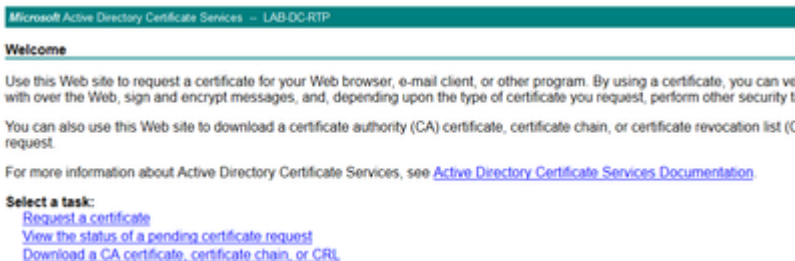 Microsoft Active Directory Certificate Services -- LAB-DC-RTP
Welcome
Use this Web site to request a certificate for your Web browser, e-mail client, or other program. By using a certificate, you can
with over the Web, sign and encrypt messages, and, depending upon the type of certificate you request, perform other security
You can also use this Web site to download a certificate authority (CA) certificate, certificate chain, or certificate revocation list
request.
For more information about Active Directory Certificate Services, see Active Directory Certificate Services Documentation.
Select a task:
Request a certificate
View the status of a pending certificate request
Download a CA certificate, certificate chain, or CRL